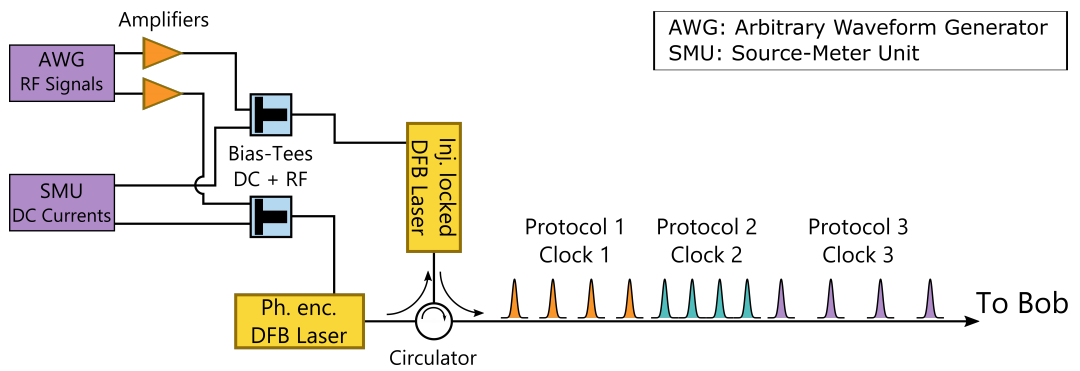 Amplifiers
AWG
RF Signals
AWG: Arbitrary Waveform Generator
SMU: Source-Meter Unit
Bias-Tees
DC + RF
SMU
DC Currents
Inj. locked
DFB Laser
Protocol 1
Clock 1
Protocol 2
Clock 2
Protocol 3
Clock 3
Ph. enc.
DFB Laser
Circulator
To Bob